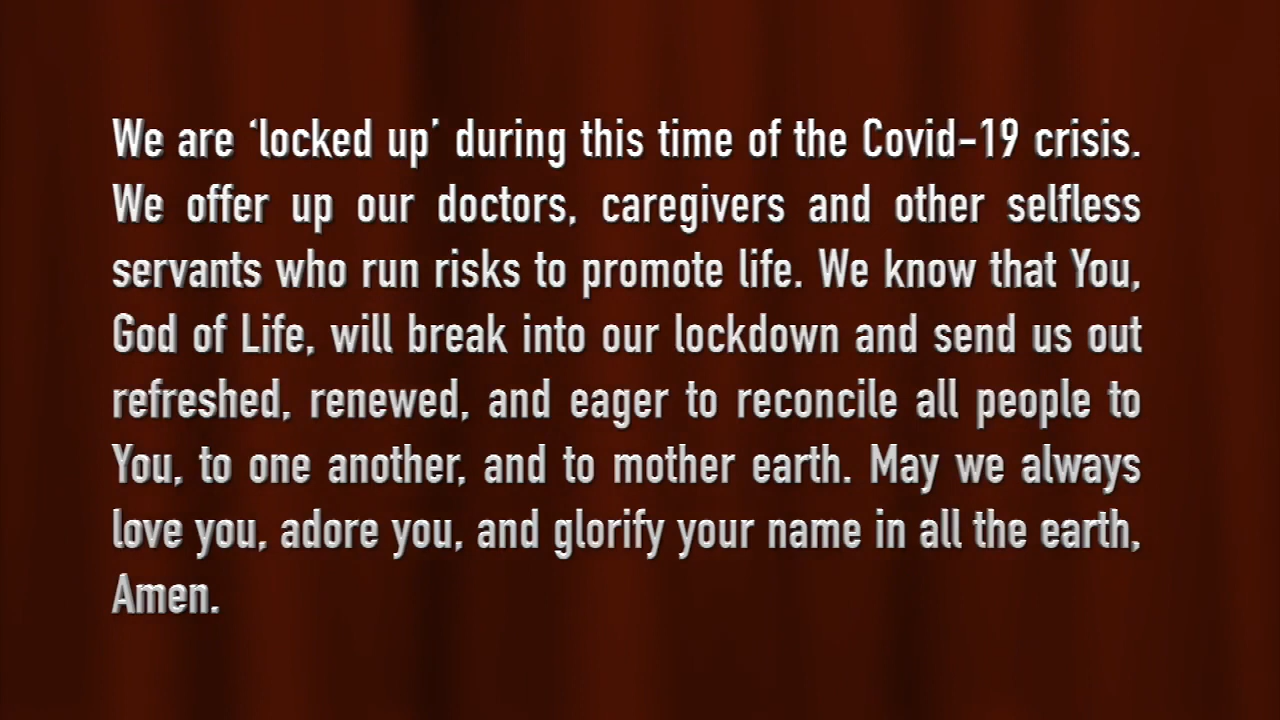 We are ‘locked up’ during this time of the Covid-19 crisis.
We offer up our doctors, caregivers and other selfless
servants who run risks to promote life. We know that You,
God of Life, will break into our lockdown and send us out
refreshed, renewed, and eager to reconcile all people to
You, to one another, and to mother earth. May we always
love you, adore you, and glorify your name in all the earth,
Amen.